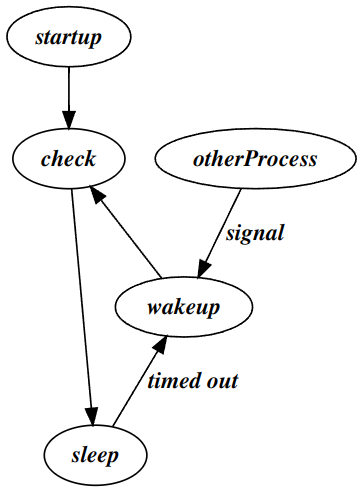 startup
check
otherProcess
signal
wakeup
timed out
sleep